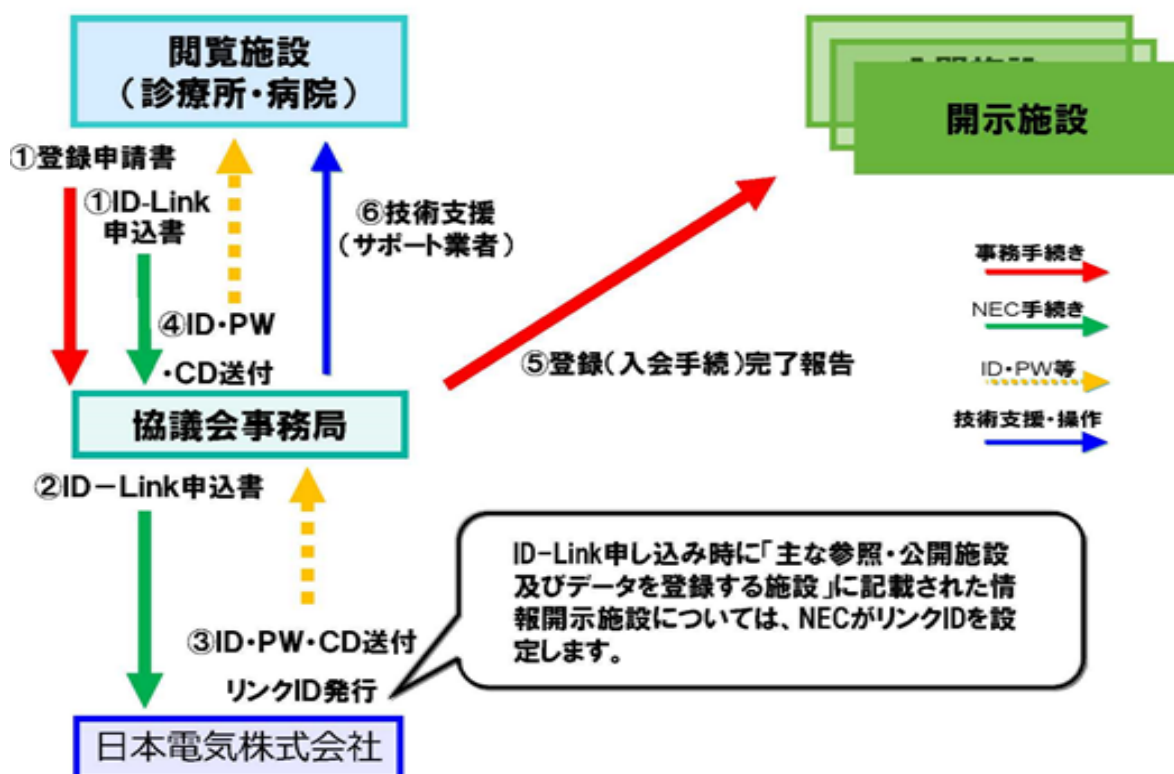 閲覧施設
（診療所・病院）
開示施設
①登録申請書
①ID-Link
申込書
⑥技術支援
（サポート業者）
④ID・PW
・CD送付
⑤登録（入会手続）完了報告
事務手続き
NEC手続き
ID・PW等
技術支援・操作
協議会事務局
②ID－Link申込書
③ID・PW・CD送付
リンクID発行
ID-Link申し込み時に「主な参照・公開施設
及びデータを登録する施設」に記載された情
報開示施設については、NECがリンクIDを設
定します。
日本電気株式会社